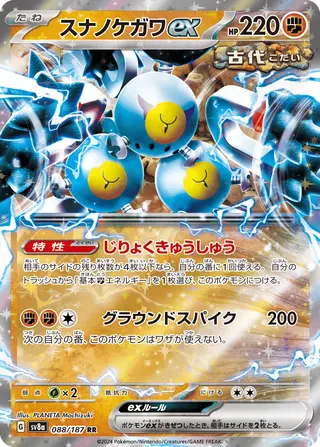 たね
スナノケガワex
HP220
古代 こだい
特性
じりょくきゅうしゅう
相手のサイドの残り枚数が4枚以下なら、自分の番に1回使える。自分の
トラッシュから「基本エネルギー」を1枚選び、このポケモンにつける。
グラウンドスパイク 200
次の自分の番、このポケモンはワザが使えない。
弱点 ×2 抵抗力 にげる
Illus. PLANETA Mochizuki
exルール
ポケモンexがきぜつしたとき、相手はサイドを2枚とる。
G sv8a 088/187 RR
©2024 Pokémon/Nintendo/Creatures/GAME FREAK.